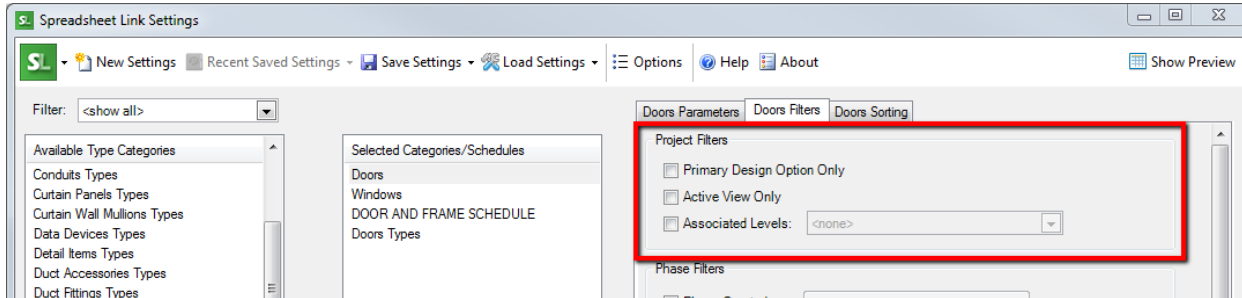 SL Spreadsheet Link Settings
SL New Settings Recent Saved Settings Save Settings Load Settings Options Help About Show Preview
Filter: <show all>
Doors Parameters Doors Filters Doors Sorting
Available Type Categories
Conduits Types
Curtain Panels Types
Curtain Wall Mullions Types
Data Devices Types
Detail Items Types
Duct Accessories Types
Duct Fittings Types
Selected Categories/Schedules
Doors
Windows
DOOR AND FRAME SCHEDULE
Doors Types
Project Filters
Primary Design Option Only
Active View Only
Associated Levels: <none>
Phase Filters